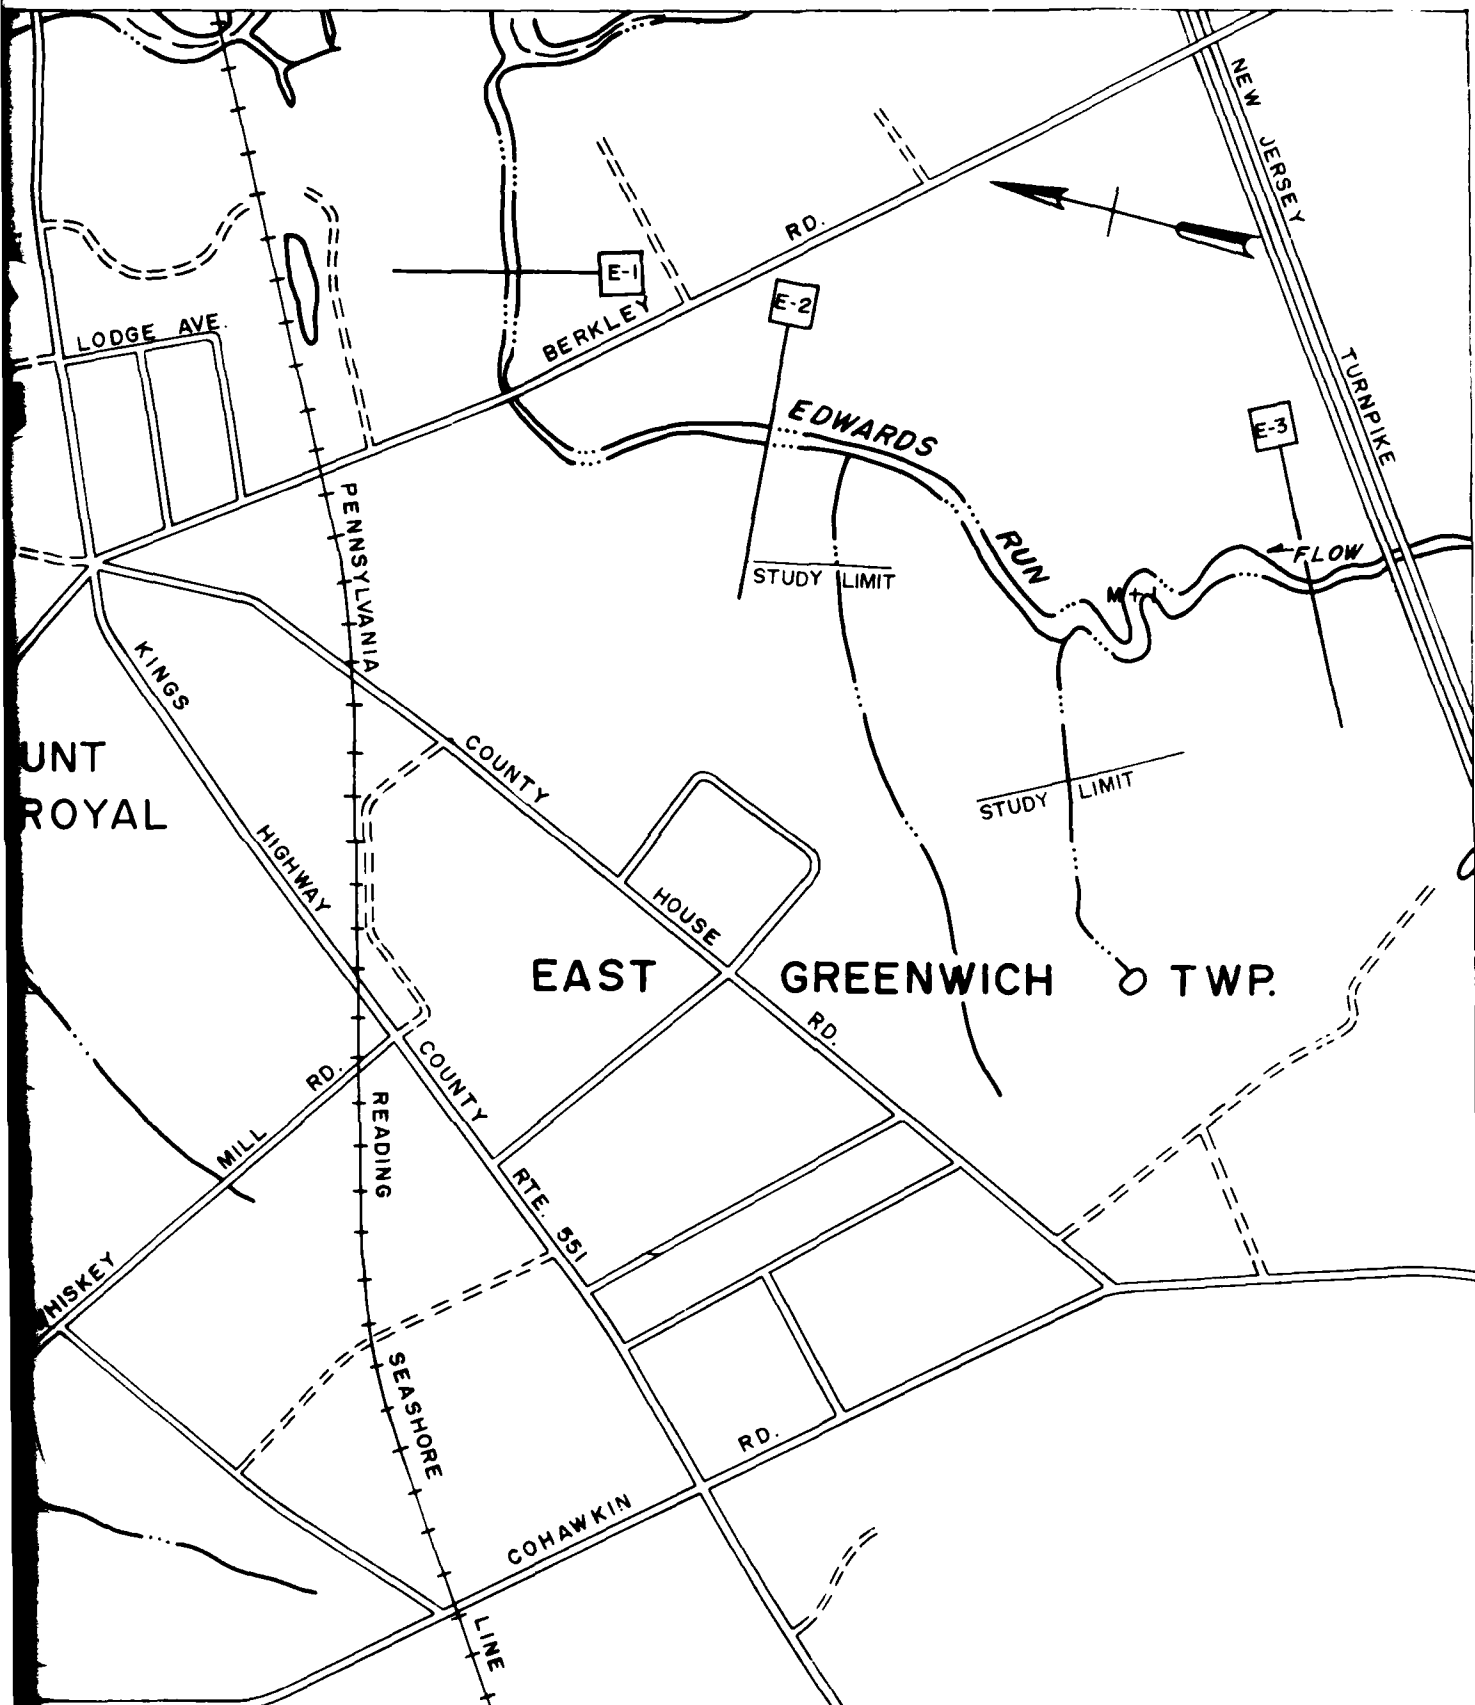 NEW JERSEY TURNPIKE
RD.
E-1
E-2
BERKLEY
LODGE AVE.
EDWARDS
E-3
PENNSYLVANIA
RUN
FLOW
STUDY LIMIT
KINGS
UNT
ROYAL
COUNTY
STUDY LIMIT
HIGHWAY
HOUSE
EAST GREENWICH TWP.
RD.
COUNTY
RD.
READING
MILL
RTE. 551
HISKEY
SEASHORE
RD.
COHAWKIN
LINE